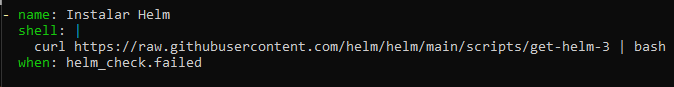 - name: Instalar Helm
  shell: |
    curl https://raw.githubusercontent.com/helm/helm/main/scripts/get-helm-3 | bash
  when: helm_check.failed